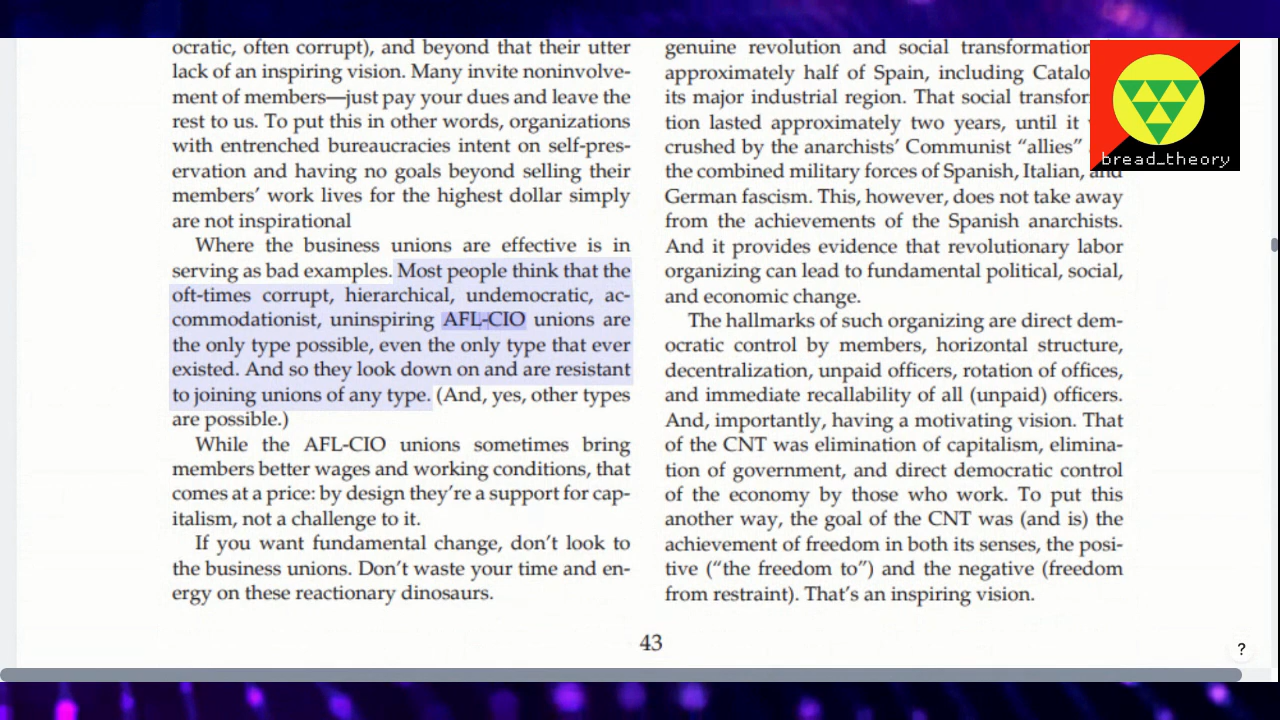 ocratic, often corrupt), and beyond that their utter
lack of an inspiring vision. Many invite noninvolve-
ment of members—just pay your dues and leave the
rest to us. To put this in other words, organizations
with entrenched bureaucracies intent on self-pres-
ervation and having no goals beyond selling their
members’ work lives for the highest dollar simply
are not inspirational
Where the business unions are effective is in
serving as bad examples. Most people think that the
oft-times corrupt, hierarchical, undemocratic, ac-
commodationist, uninspiring AFL-CIO unions are
the only type possible, even the only type that ever
existed. And so they look down on and are resistant
to joining unions of any type. (And, yes, other types
are possible.)
While the AFL-CIO unions sometimes bring
members better wages and working conditions, that
comes at a price: by design they’re a support for cap-
italism, not a challenge to it.
If you want fundamental change, don’t look to
the business unions. Don’t waste your time and en-
ergy on these reactionary dinosaurs.
genuine revolution and social transformation
approximately half of Spain, including Catalo
its major industrial region. That social transfor
tion lasted approximately two years, until it
crushed by the anarchists’ Communist “allies”
the combined military forces of Spanish, Italian, and
German fascism. This, however, does not take away
from the achievements of the Spanish anarchists.
And it provides evidence that revolutionary labor
organizing can lead to fundamental political, social,
and economic change.
The hallmarks of such organizing are direct dem-
ocratic control by members, horizontal structure,
decentralization, unpaid officers, rotation of offices,
and immediate recallability of all (unpaid) officers.
And, importantly, having a motivating vision. That
of the CNT was elimination of capitalism, elimina-
tion of government, and direct democratic control
of the economy by those who work. To put this
another way, the goal of the CNT was (and is) the
achievement of freedom in both its senses, the posi-
tive (“the freedom to”) and the negative (freedom
from restraint). That’s an inspiring vision.
43
bread_theory
?